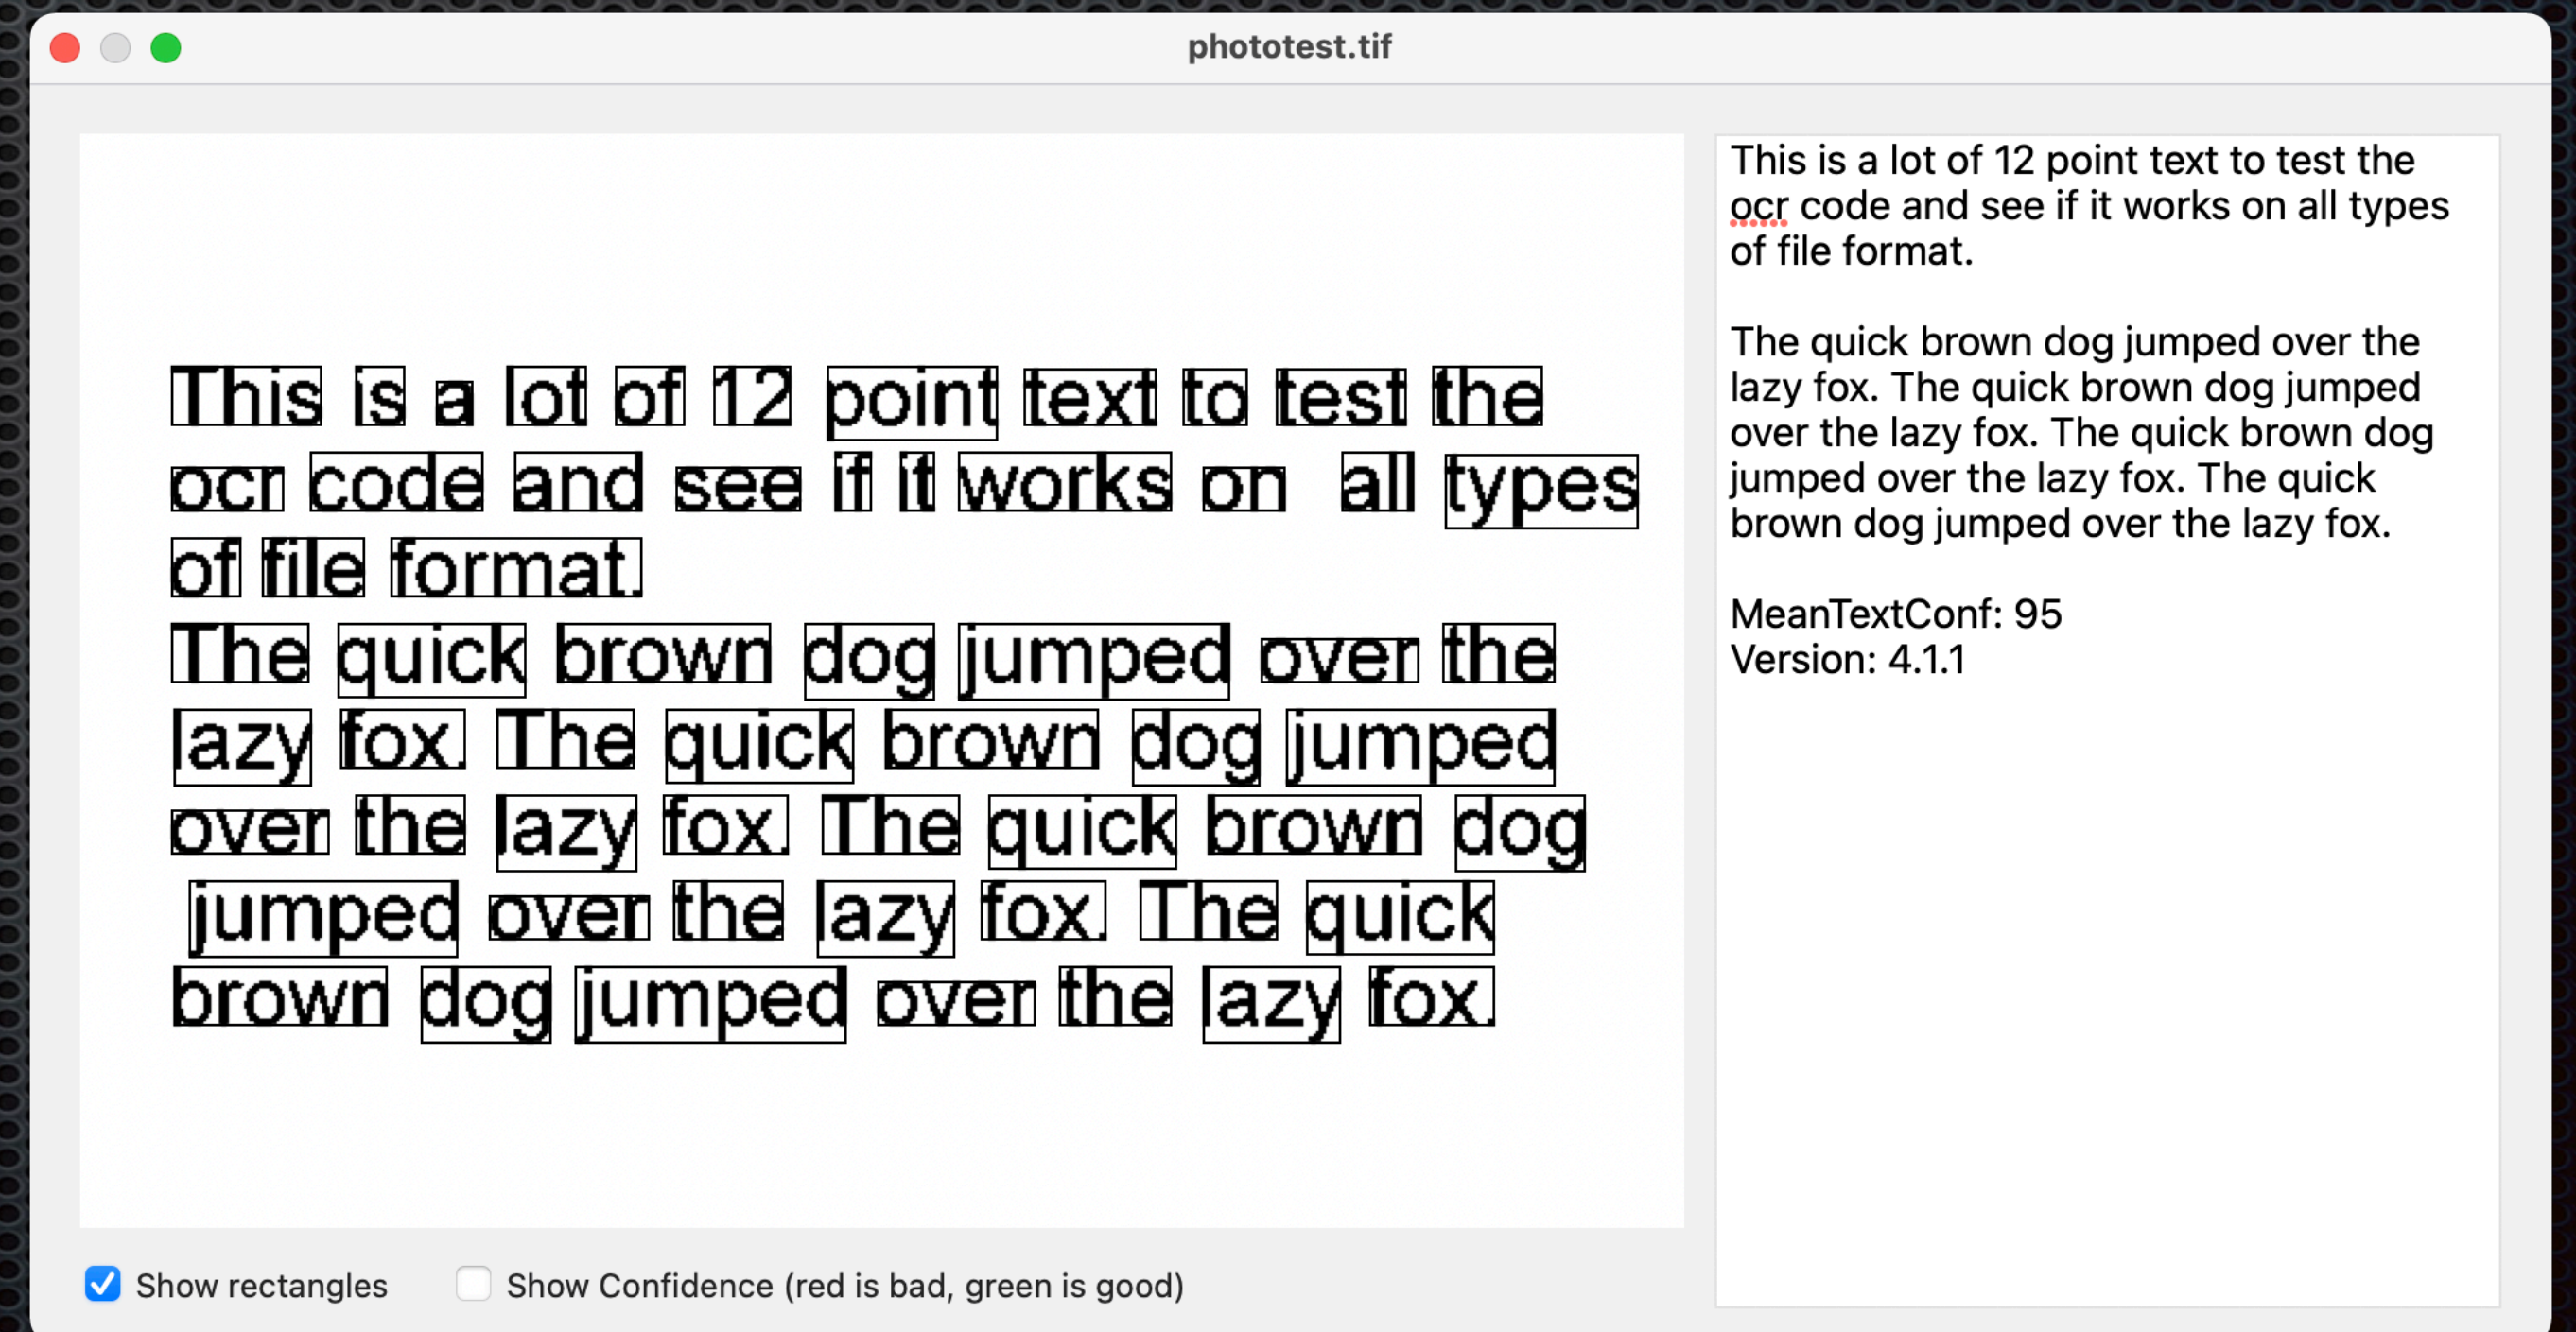 phototest.tif
This is a lot of 12 point text to test the
ocr code and see if it works on all types
of file format.
The quick brown dog jumped over the
lazy fox. The quick brown dog jumped
over the lazy fox. The quick brown dog
jumped over the lazy fox. The quick
brown dog jumped over the lazy fox.
This is a lot of 12 point text to test the
ocr code and see if it works on all types
of file format.
The quick brown dog jumped over the
lazy fox. The quick brown dog jumped
over the lazy fox. The quick brown dog
jumped over the lazy fox. The quick
brown dog jumped over the lazy fox.
MeanTextConf: 95
Version: 4.1.1
Show rectangles
Show Confidence (red is bad, green is good)